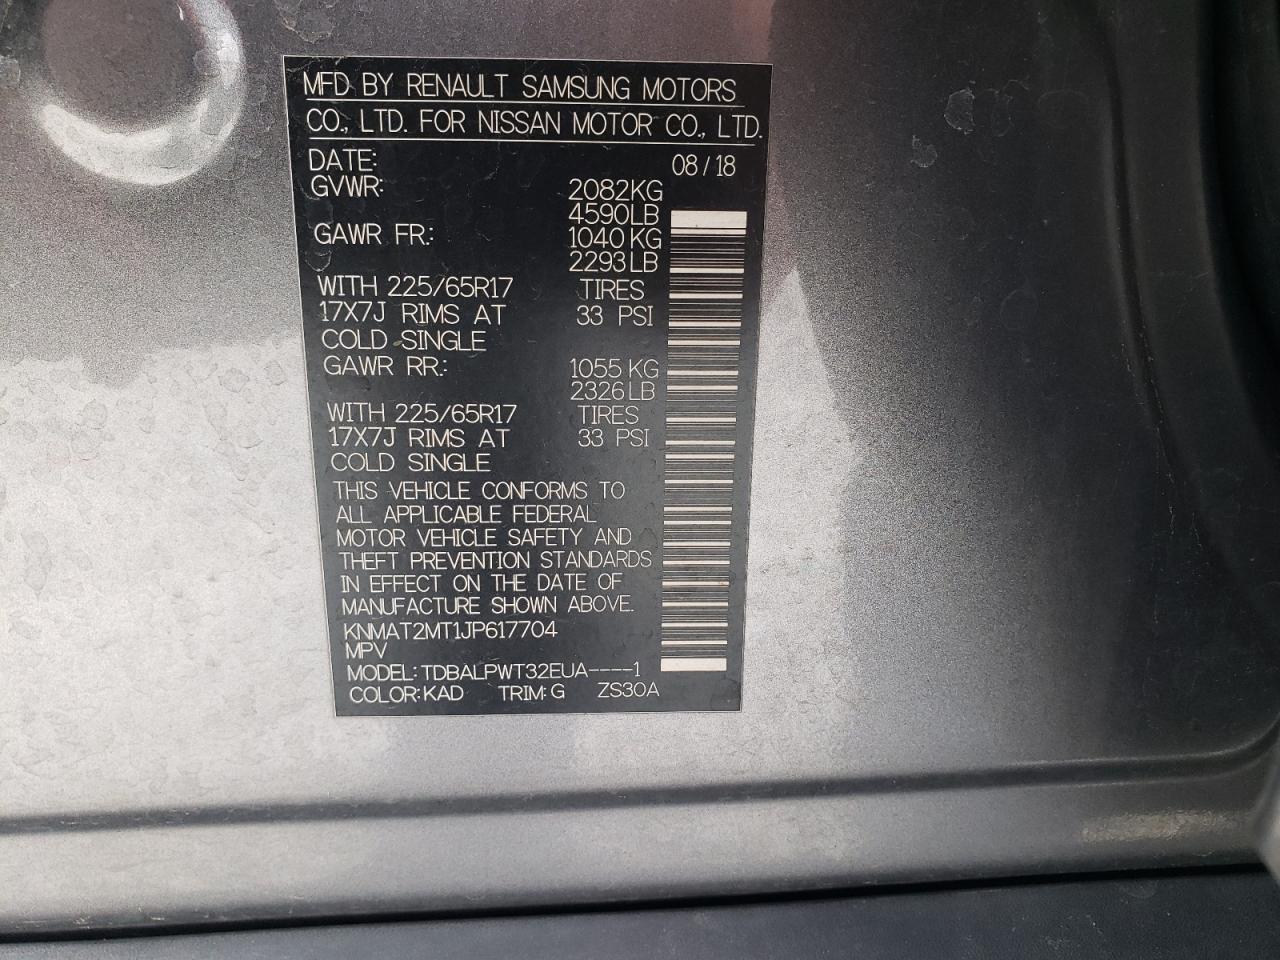 MFD. BY RENAULT SAMSUNG MOTORS
CO., LTD. FOR NISSAN MOTOR CO., LTD.
DATE: 08 / 18
GVWR: 2082KG
4590LB
GAWR FR.: 1040 KG
2293 LB
WITH 225/65R17 TIRES
17X7J RIMS AT 33 PSI
COLD SINGLE
GAWR RR.: 1055 KG
2326 LB
WITH 225/65R17 TIRES
17X7J RIMS AT 33 PSI
COLD SINGLE
THIS VEHICLE CONFORMS TO
ALL APPLICABLE FEDERAL
MOTOR VEHICLE SAFETY AND
THEFT PREVENTION STANDARDS
IN EFFECT ON THE DATE OF
MANUFACTURE SHOWN ABOVE.
KNMAT2MT1JP617704
MPV
MODEL: TDBALPWT32EUA----1
COLOR: KAD TRIM: G ZS30A